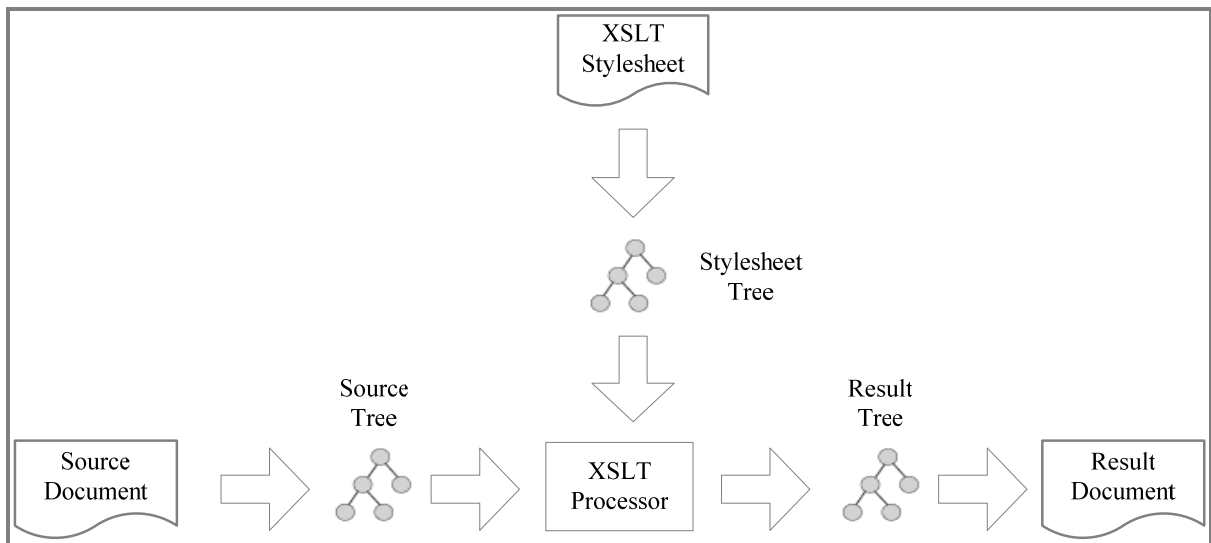 XSLT
Stylesheet
Stylesheet
Tree
Source
Tree
Result
Tree
Source
Document
XSLT
Processor
Result
Document